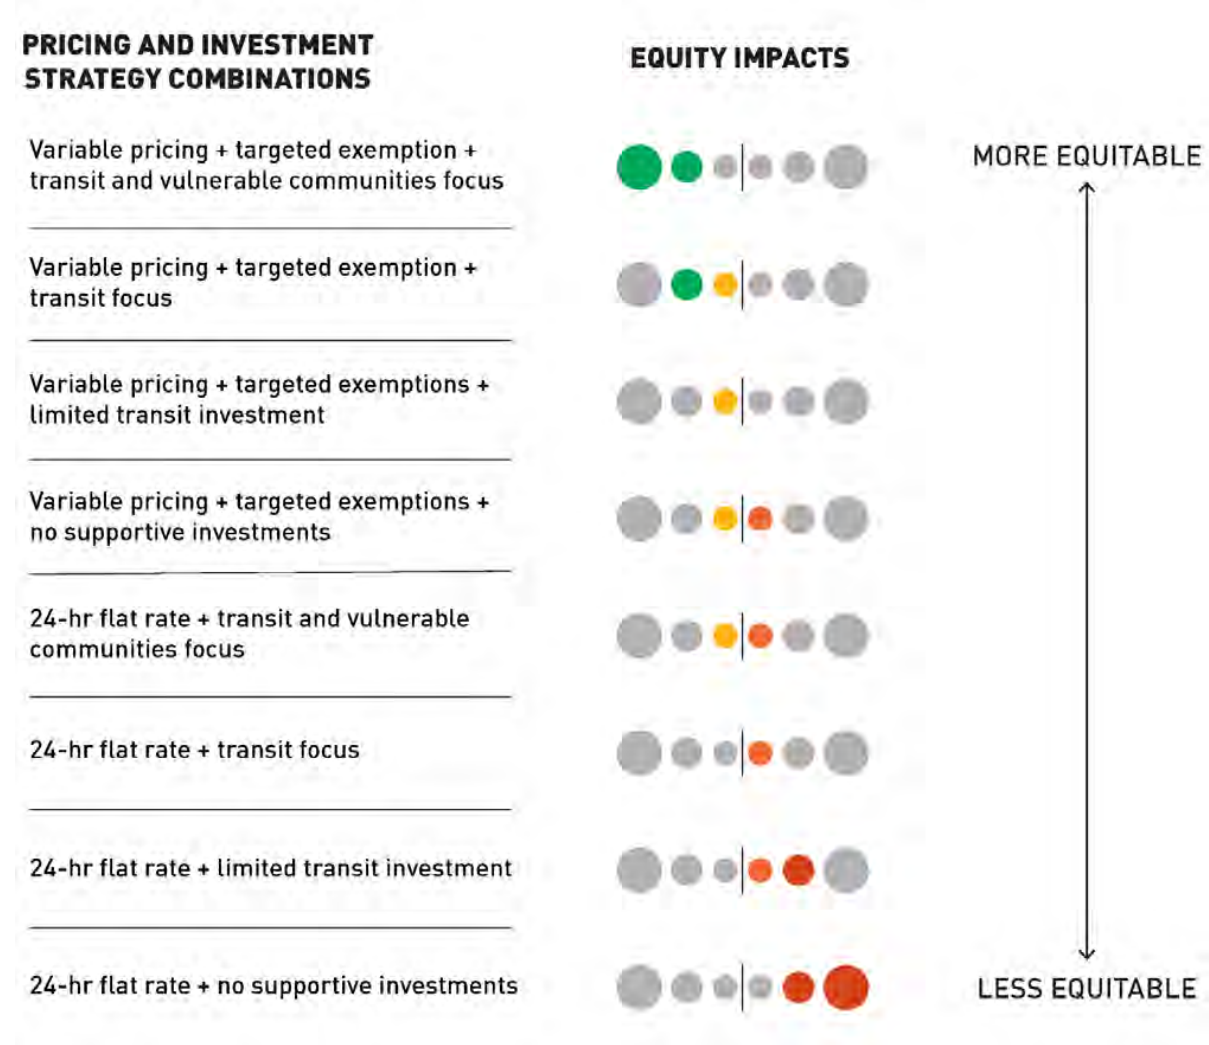 PRICING AND INVESTMENT
STRATEGY COMBINATIONS
EQUITY IMPACTS
Variable pricing + targeted exemption +
transit and vulnerable communities focus
MORE EQUITABLE
Variable pricing + targeted exemption +
transit focus
Variable pricing + targeted exemptions +
limited transit investment
Variable pricing + targeted exemptions +
no supportive investments
24-hr flat rate + transit and vulnerable
communities focus
24-hr flat rate + transit focus
24-hr flat rate + limited transit investment
24-hr flat rate + no supportive investments
LESS EQUITABLE